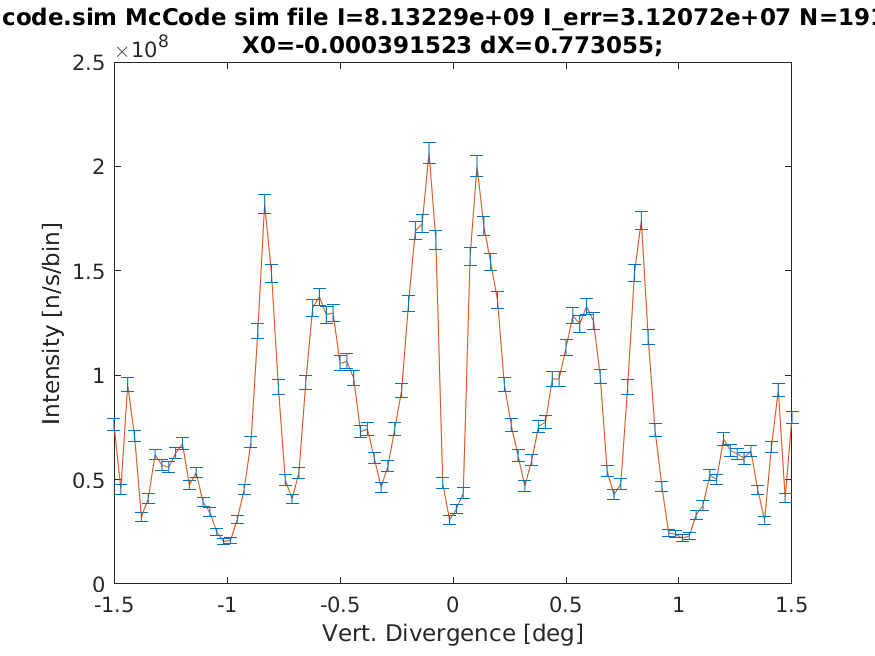 code.sim McCode sim file I=8.13229e+09 I_err=3.12072e+07 N=191
X0=-0.000391523 dX=0.773055;
×10^8
2.5
2
1.5
1
0.5
0
-1.5 -1 -0.5 0 0.5 1 1.5
Vert. Divergence [deg]
Intensity [n/s/bin]